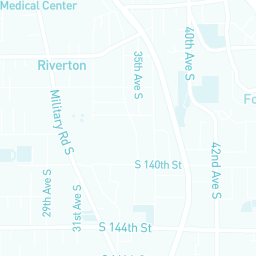 Medical Center
40th Ave S
35th Ave S
Riverton
Fo
Military Rd S
S 140th St
42nd Ave S
29th Ave S
31st Ave S
S 144th St